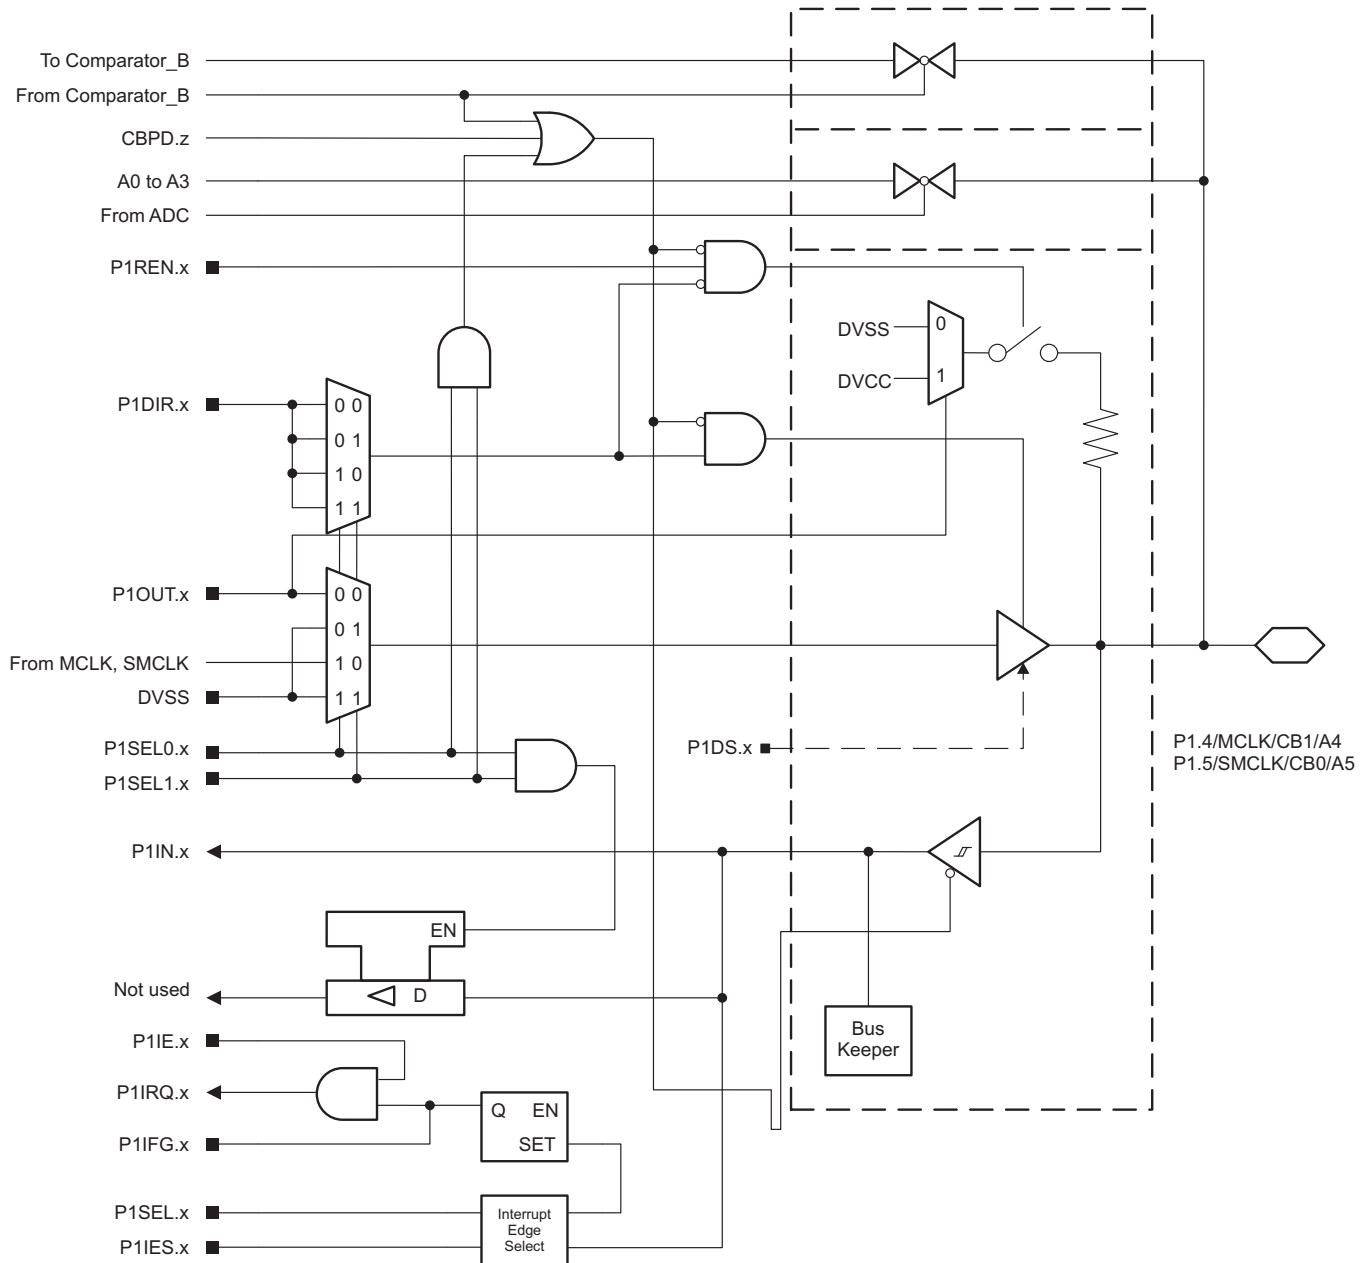 To Comparator_B
From Comparator_B
CBPD.z
A0 to A3
From ADC
P1REN.x
DVSS
0
DVCC
1
P1DIR.x
0 0
0 1
1 0
1 1
P1OUT.x
0 0
0 1
From MCLK, SMCLK
1 0
DVSS
1 1
P1SEL0.x
P1DS.x
P1.4/MCLK/CB1/A4
P1.5/SMCLK/CB0/A5
P1SEL1.x
P1IN.x
EN
Not used
D
P1IE.x
Bus
Keeper
P1IRQ.x
Q EN
SET
P1IFG.x
P1SEL.x
P1IES.x
Interrupt
Edge
Select